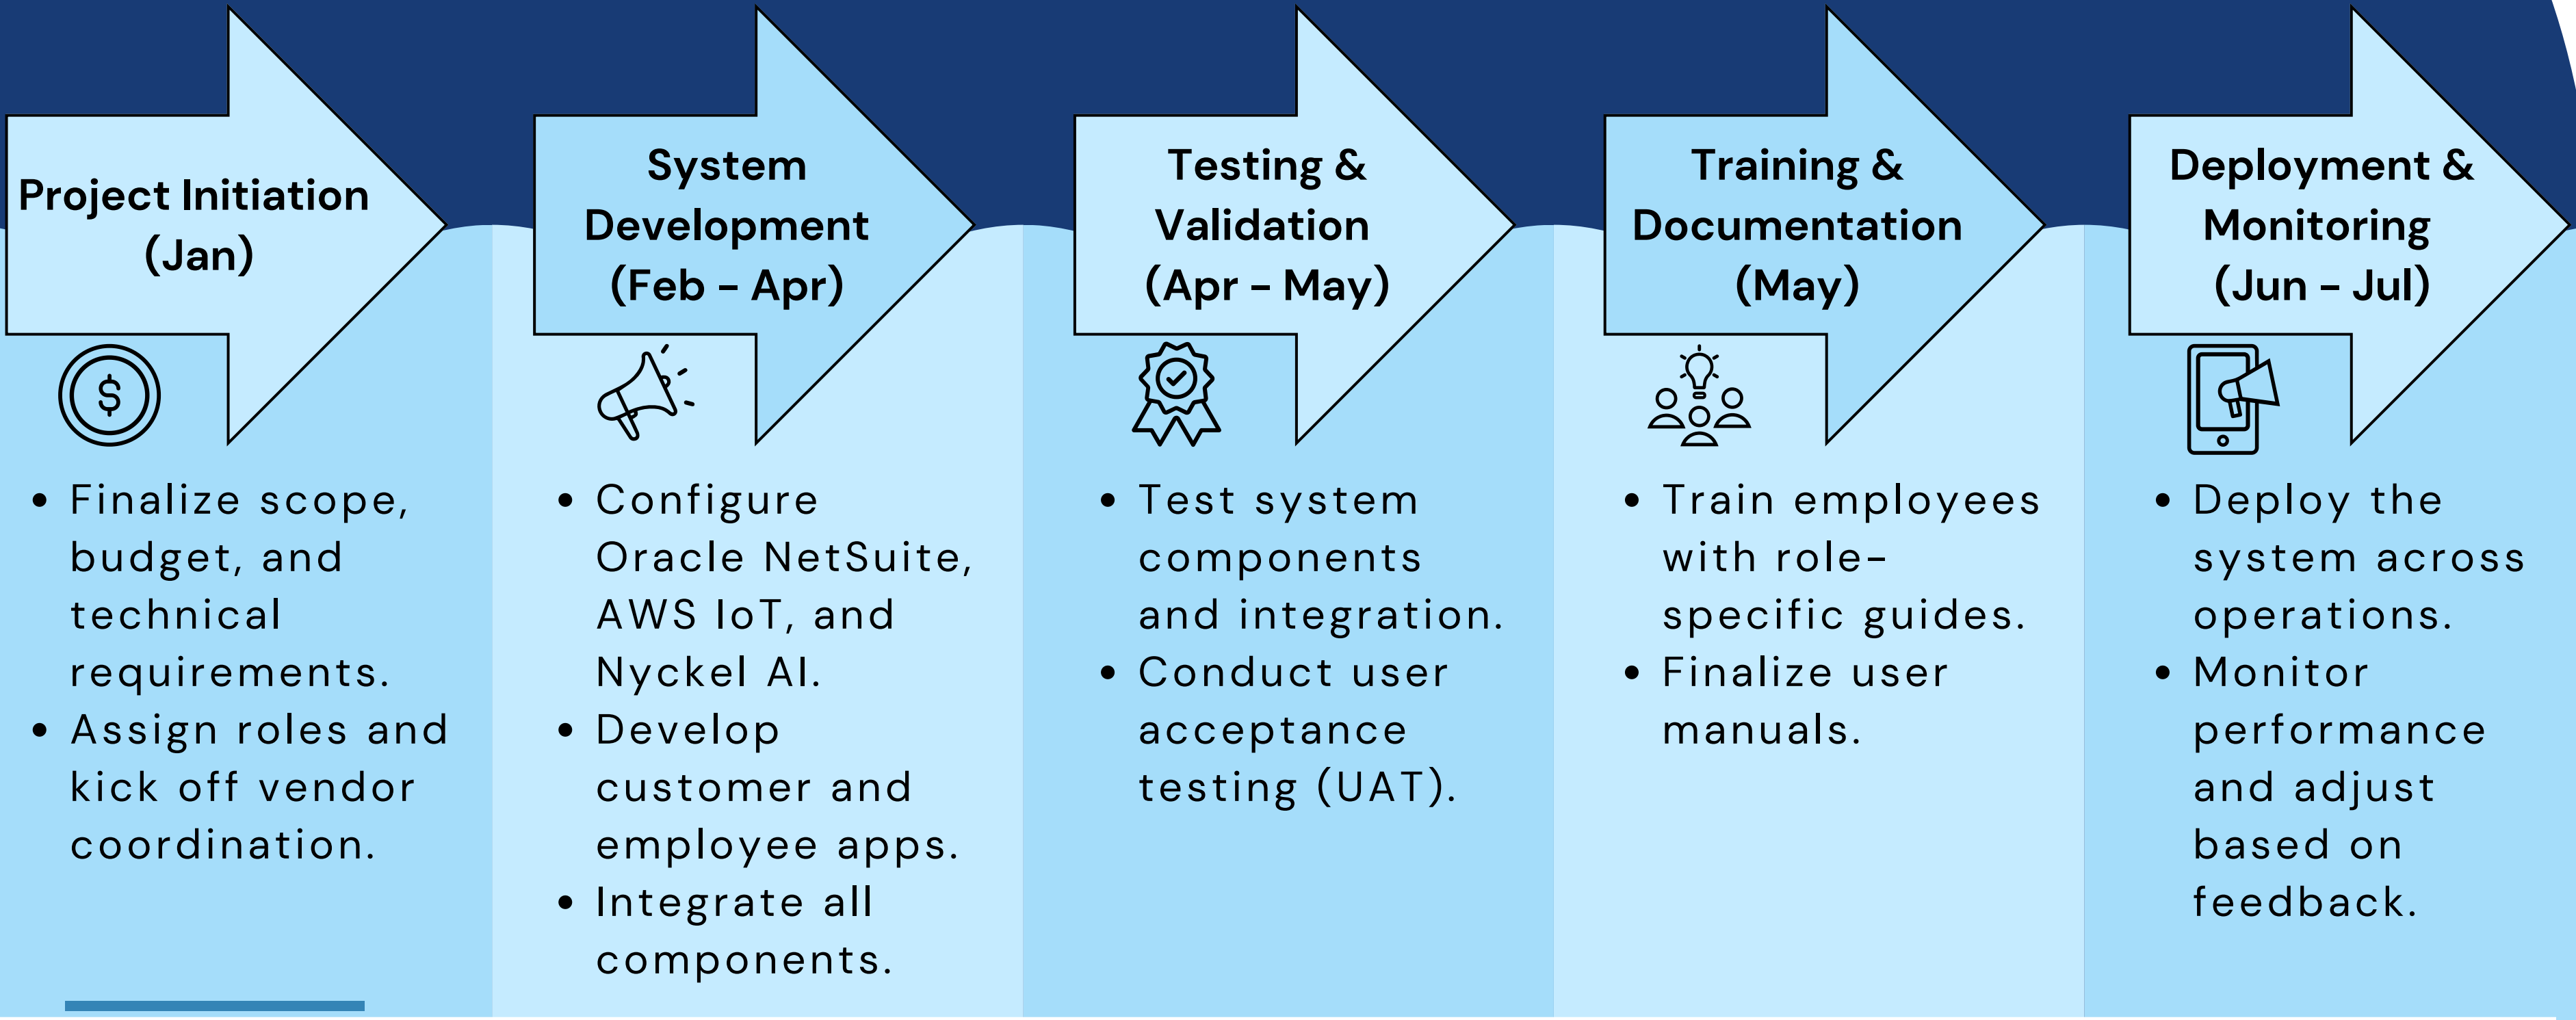 Project Initiation
(Jan)
• Finalize scope,
budget, and
technical
requirements.
• Assign roles and
kick off vendor
coordination.
System
Development
(Feb - Apr)
• Configure
Oracle NetSuite,
AWS IoT, and
Nyckel AI.
• Develop
customer and
employee apps.
• Integrate all
components.
Testing &
Validation
(Apr - May)
• Test system
components
and integration.
• Conduct user
acceptance
testing (UAT).
Training &
Documentation
(May)
• Train employees
with role-
specific guides.
• Finalize user
manuals.
Deployment &
Monitoring
(Jun - Jul)
• Deploy the
system across
operations.
• Monitor
performance
and adjust
based on
feedback.